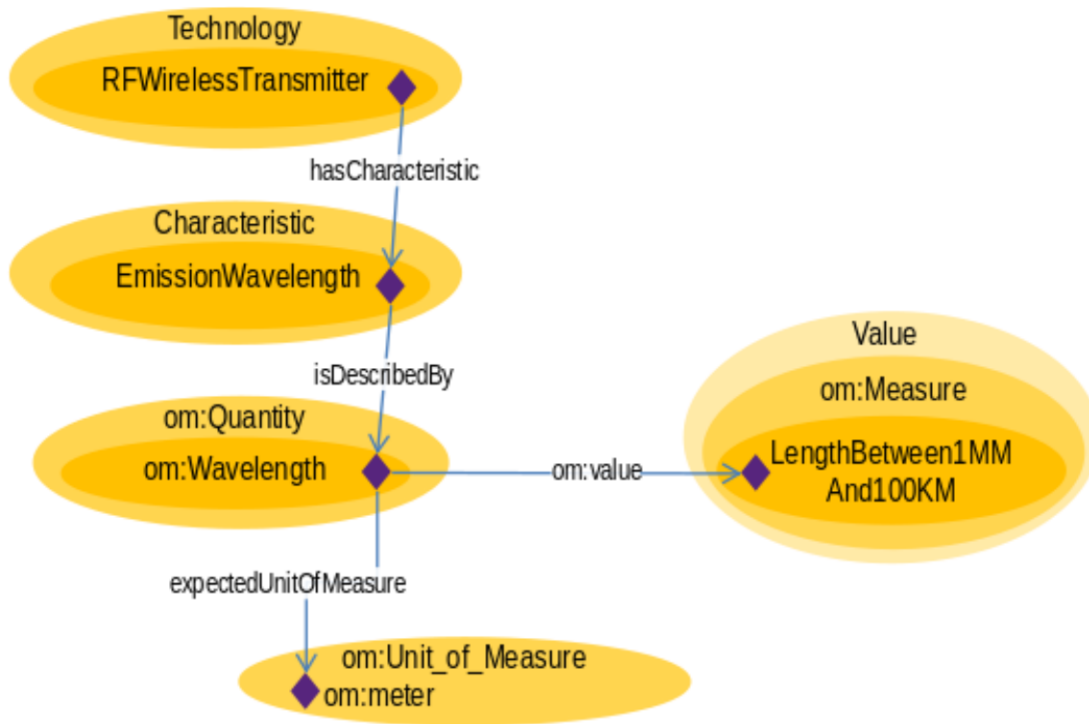 Technology
RFWirelessTransmitter
hasCharacteristic
Characteristic
EmissionWavelength
isDescribedBy
Value
om:Measure
LengthBetween1MM
And100KM
om:Quantity
om:Wavelength
om:value
expectedUnitOfMeasure
om:Unit_of_Measure
om:meter